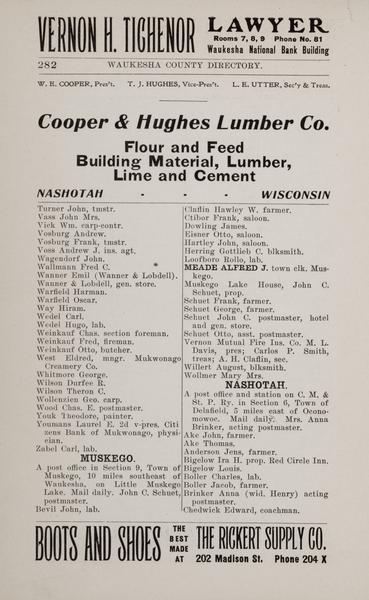 VERNON H. TICHENOR LAWYER
Rooms 7, 8, 9 Phone No. 81
Waukesha National Bank Building
282 WAUKESHA COUNTY DIRECTORY.
W. E. COOPER, Pres't. T. J. HUGHES, Vice-Pres't. L. E. UTTER, Sec'y & Treas.
Cooper & Hughes Lumber Co.
Flour and Feed
Building Material, Lumber,
Lime and Cement
NASHOTAH - - - WISCONSIN
Turner John, tmstr.
Vass John Mrs.
Vick Wm. carp-contr.
Vosburg Andrew.
Vosburg Frank, tmstr.
Voss Andrew J. ins. agt.
Wagendorf John.
Wallmann Fred C.
Wanner Emil (Wanner & Lobdell).
Wanner & Lobdell, gen. store.
Warfield Harman.
Warfield Oscar.
Way Hiram.
Wedel Carl.
Wedel Hugo, lab.
Weinkauf Chas. section foreman.
Weinkauf Fred, fireman.
Weinkauf Otto, butcher.
West Eldred, mngr. Mukwonago
Creamery Co.
Whitmore George.
Wilson Durfee R.
Wilson Theron C.
Wollenzien Geo. carp.
Wood Chas. E. postmaster.
Youk Theodore, painter.
Youmans Laurel E. 2d v-pres. Citi
zens Bank of Mukwonago, physi-
cian.
Zabel Carl, lab.
MUSKEGO.
A post office in Section 9, Town of
Muskego, 10 miles southeast of
Waukesha, on Little Muskego
Lake. Mail daily. John C. Schuet,
postmaster.
Bevil John, lab.
Claflin Hawley W. farmer.
Ctibor Frank, saloon.
Dowling James.
Eisner Otto, saloon.
Hartley John, saloon.
Herring Gottlieb C. blksmith.
Loofboro Rollo, lab.
MEADE ALFRED J. town clk. Mus-
kego.
Muskego Lake House, John C.
Schuet, prop.
Schuet Frank, farmer.
Schuet George, farmer.
Schuet John C. postmaster, hotel
and gen. store.
Schuet Otto, asst. postmaster.
Vernon Mutual Fire Ins. Co. M. L.
Davis, pres; Carlos P. Smith,
treas; A. H. Claflin, sec.
Willert August, blksmith.
Wollmer Mary Mrs.
NASHOTAH.
A post office and station on C. M. &
St. P. Ry. in Section 6, Town of
Delafield, 5 miles east of Ocono-
mowoc. Mail daily. Mrs. Anna
Brinker, acting postmaster.
Ake John, farmer.
Ake Thomas.
Anderson Jens, farmer.
Bigelow Ira H. prop. Red Circle Inn.
Bigelow Louis.
Boller Charles, lab.
Boller Jacob, farmer.
Brinker Anna (wid. Henry) acting
postmaster.
Chedwick Edward, coachman.
BOOTS AND SHOES THE BEST MADE AT THE RICKERT SUPPLY CO.
202 Madison St. Phone 204 X